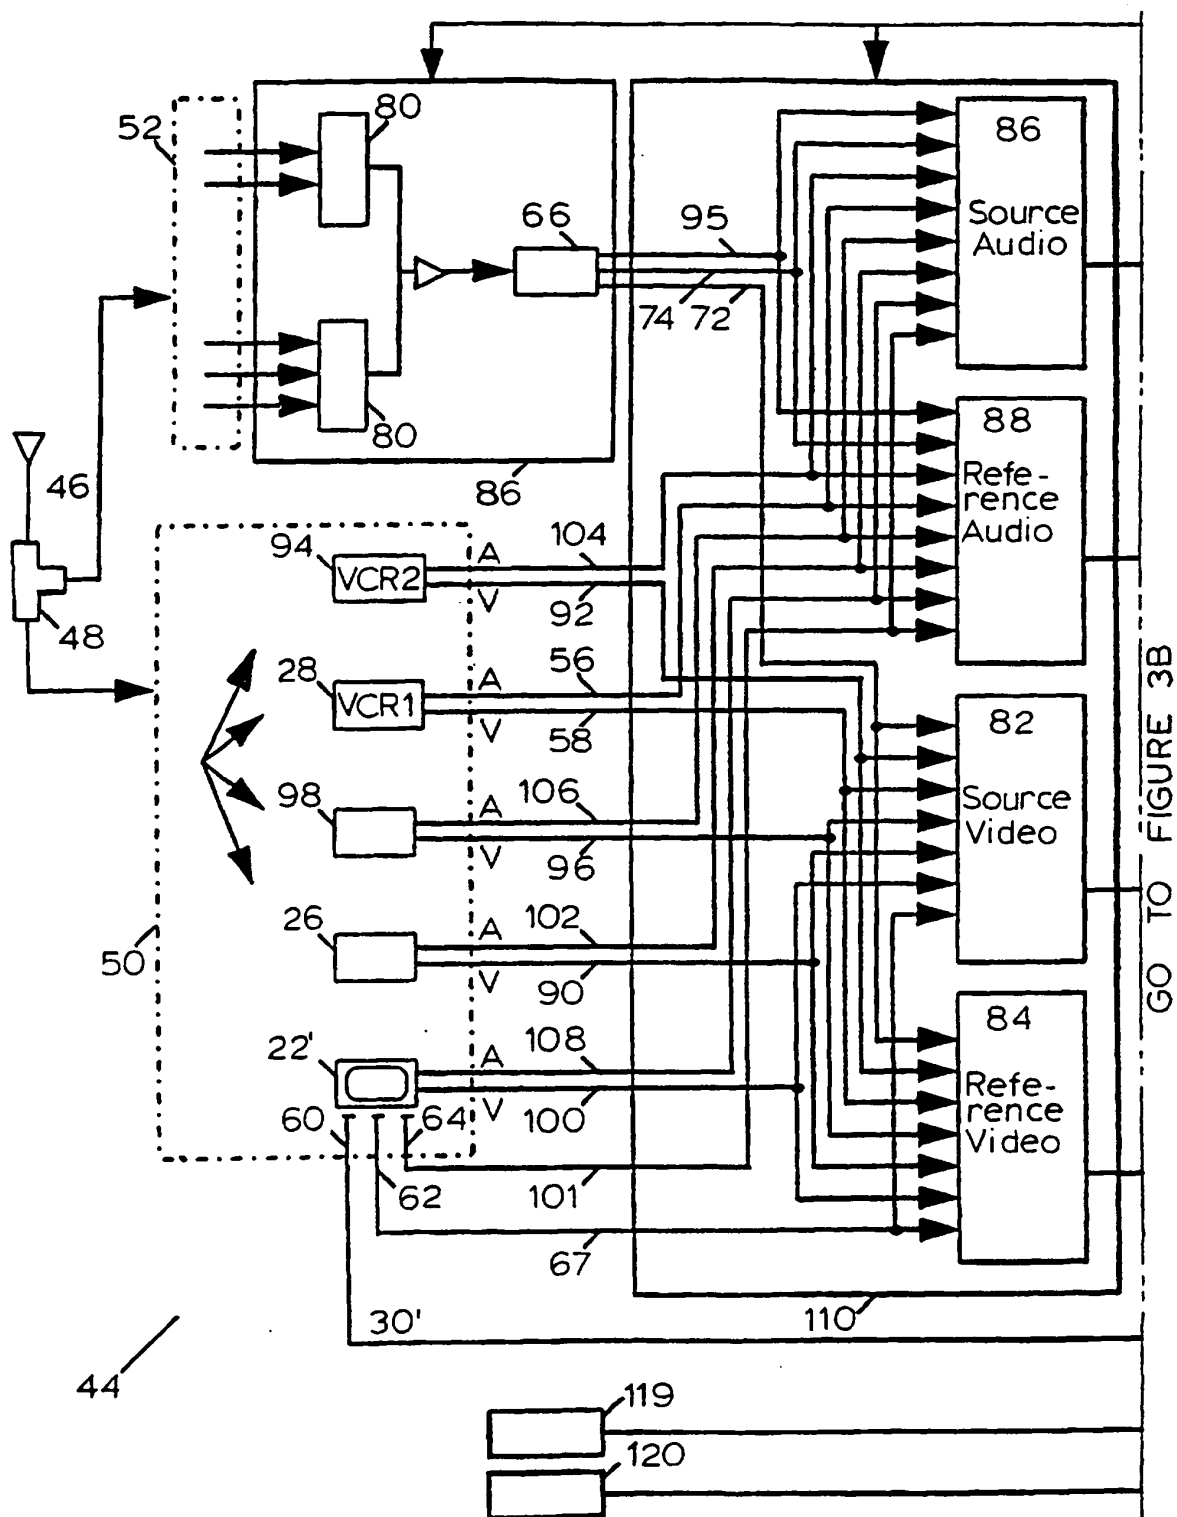 52
80
86
Source
Audio
66
95
74 72
80
86
46
48
88
Refe-
rence
Audio
94
VCR2
A
V
104
92
28
VCR1
A
V
56
58
82
Source
Video
98
A
V
106
96
26
A
V
102
90
50
22'
A
V
108
100
60
64
62
101
67
84
Refe-
rence
Video
30'
110
44
119
120
GO TO FIGURE 3B